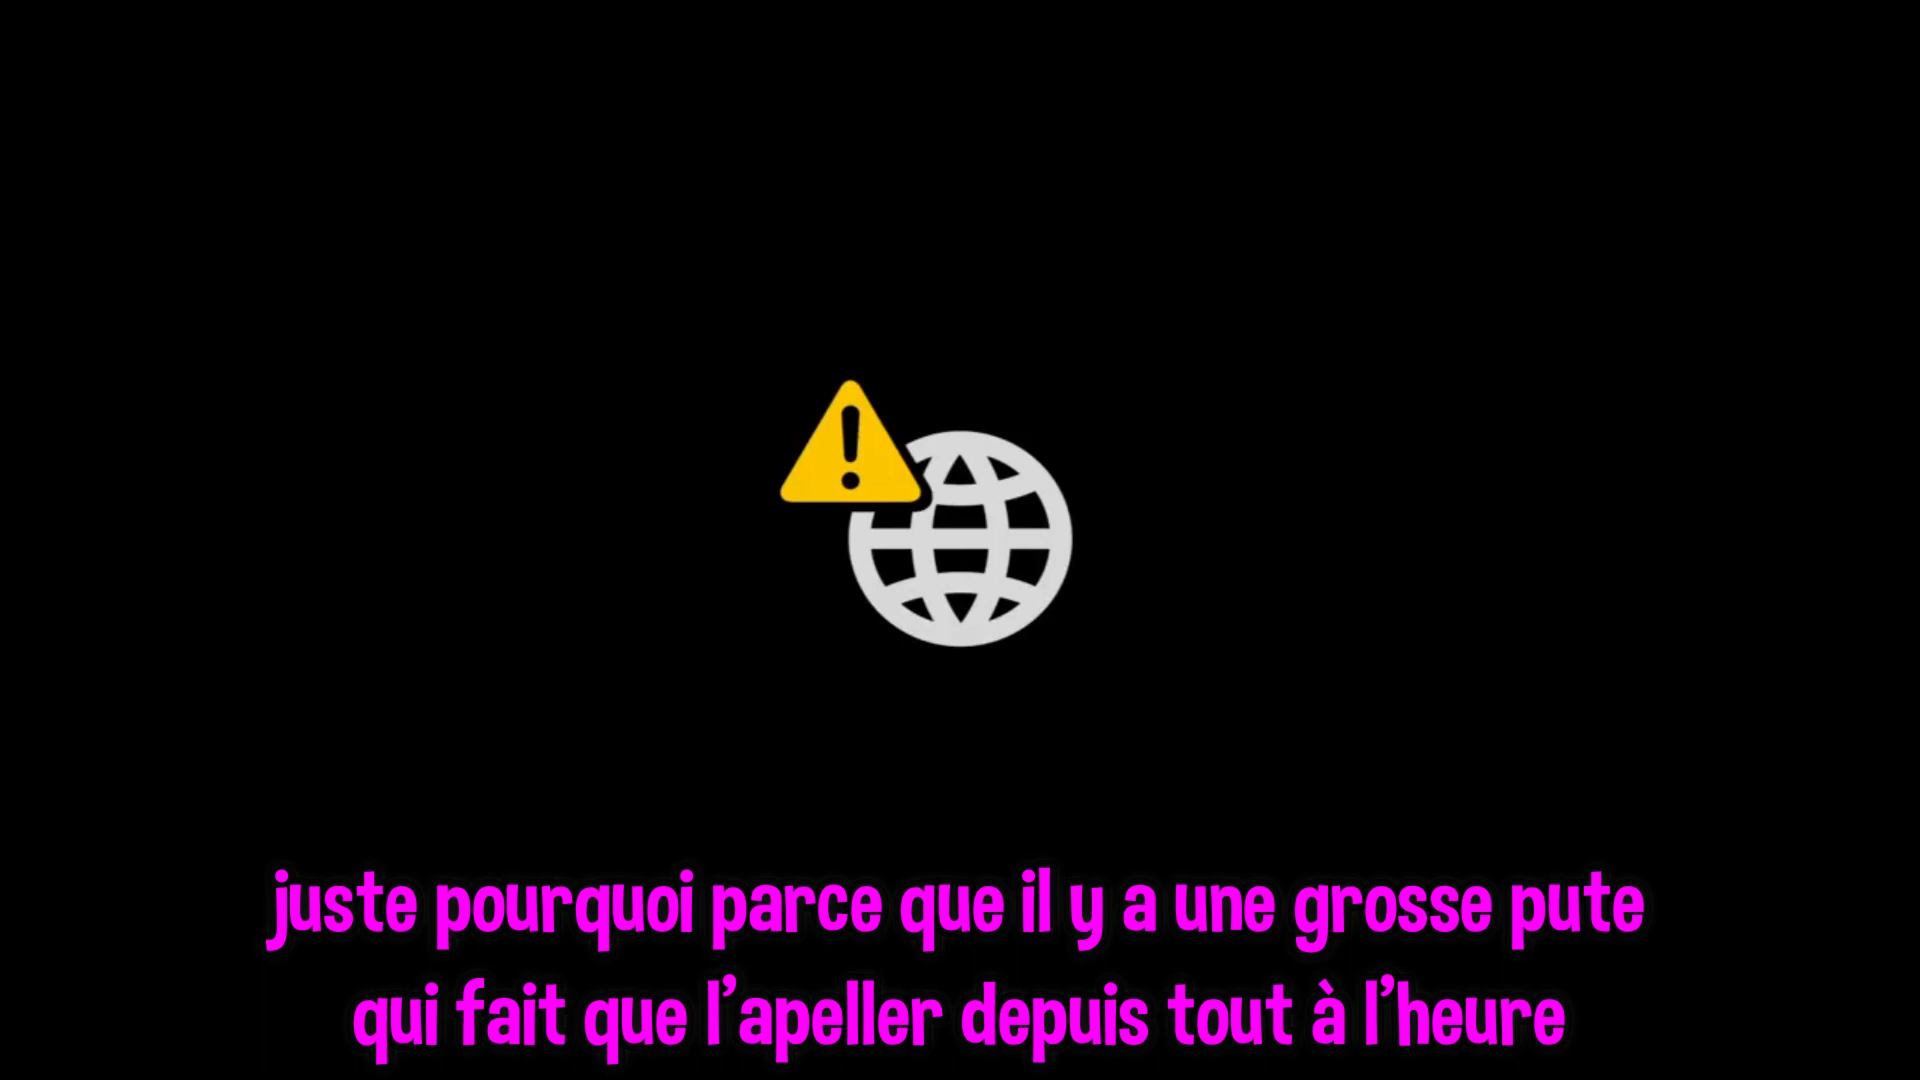 juste pourquoi parce que il y a une grosse pute
qui fait que l'apeller depuis tout à l'heure